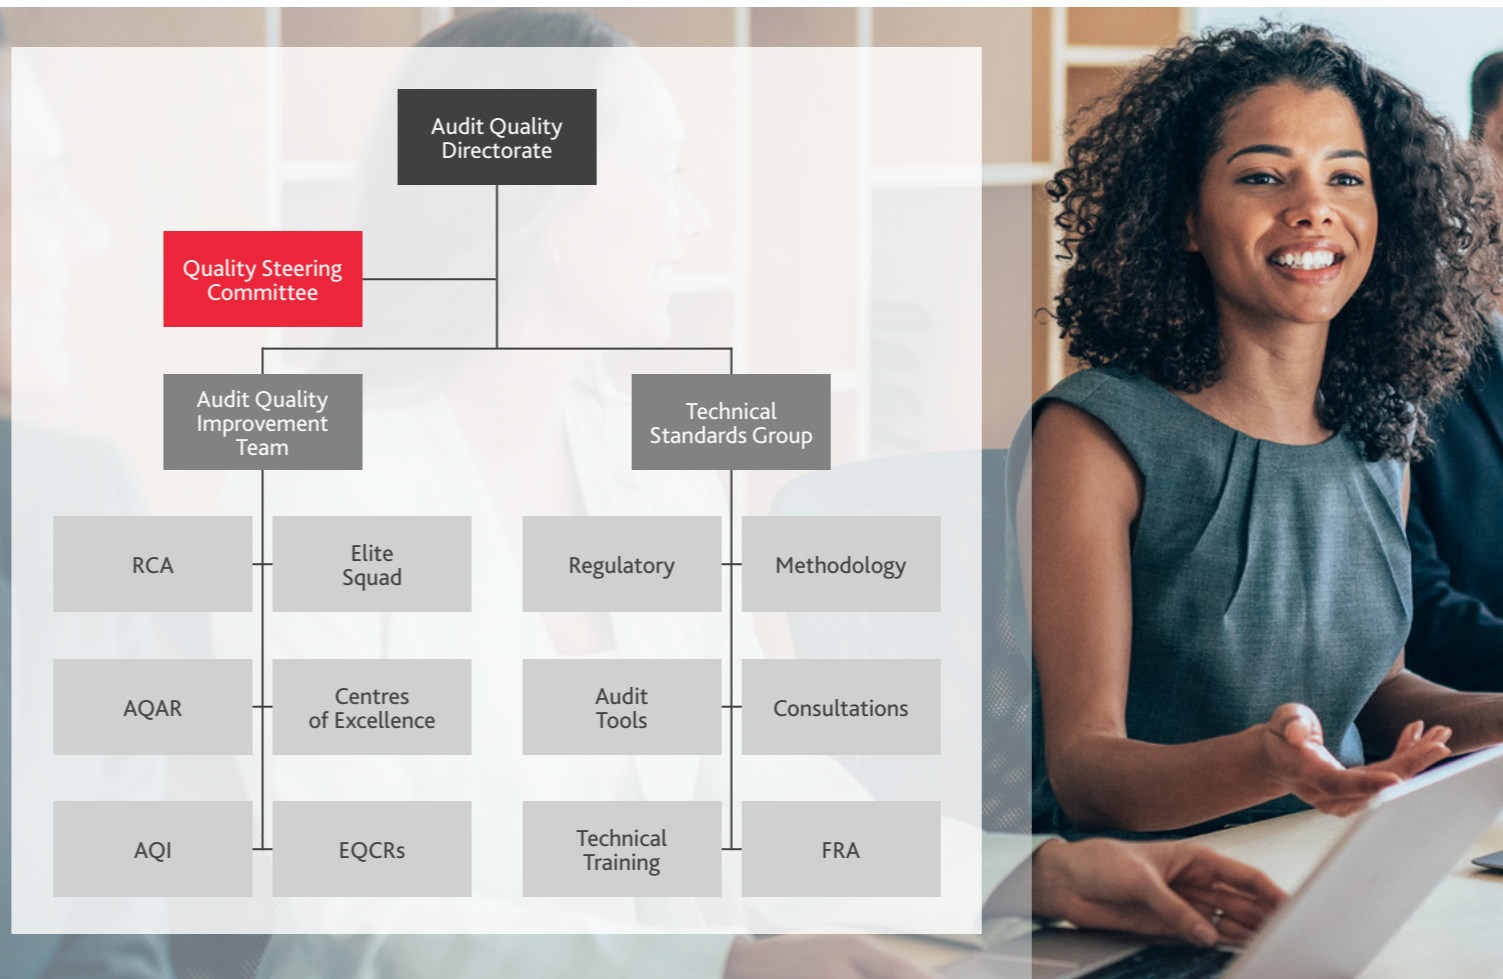 Audit Quality
Directorate
Quality Steering
Committee
Audit Quality
Improvement
Team
Technical
Standards Group
RCA
Elite
Squad
Regulatory
Methodology
AQAR
Centres
of Excellence
Audit
Tools
Consultations
AQI
EQCRs
Technical
Training
FRA